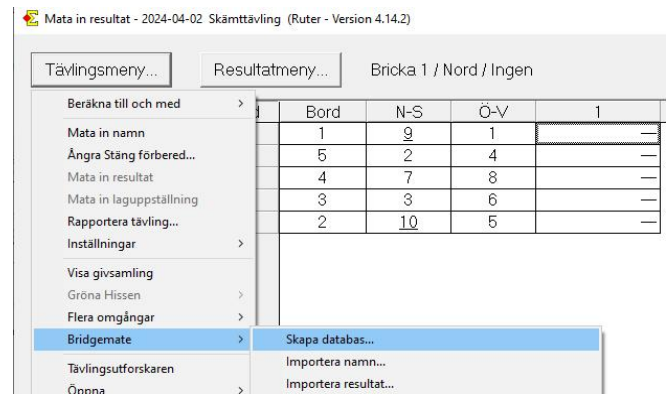 Mata in resultat - 2024-04-02 Skämttävling (Ruter - Version 4.14.2)
Tävlingsmeny... Resultatmeny... Bricka 1 / Nord / Ingen
Beräkna till och med >
Bord N-S Ö-V 1
Mata in namn
1 9 1 —
Ångra Stäng förbered...
5 2 4 —
Mata in resultat
4 7 8 —
Mata in laguppställning
3 3 6 —
Rapportera tävling...
2 10 5 —
Inställningar >
Visa givsamling
Gröna Hissen >
Flera omgångar >
Bridgemate > Skapa databas...
Importera namn...
Tävlingsutforskaren
Importera resultat...
Öppna >